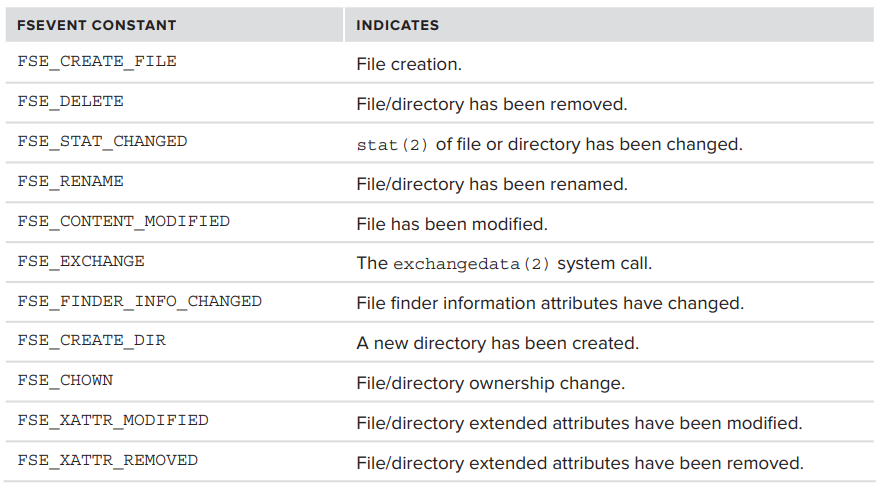 FSEVENT CONSTANT INDICATES
FSE_CREATE_FILE File creation.
FSE_DELETE File/directory has been removed.
FSE_STAT_CHANGED stat(2) of file or directory has been changed.
FSE_RENAME File/directory has been renamed.
FSE_CONTENT_MODIFIED File has been modified.
FSE_EXCHANGE The exchangedata(2) system call.
FSE_FINDER_INFO_CHANGED File finder information attributes have changed.
FSE_CREATE_DIR A new directory has been created.
FSE_CHOWN File/directory ownership change.
FSE_XATTR_MODIFIED File/directory extended attributes have been modified.
FSE_XATTR_REMOVED File/directory extended attributes have been removed.